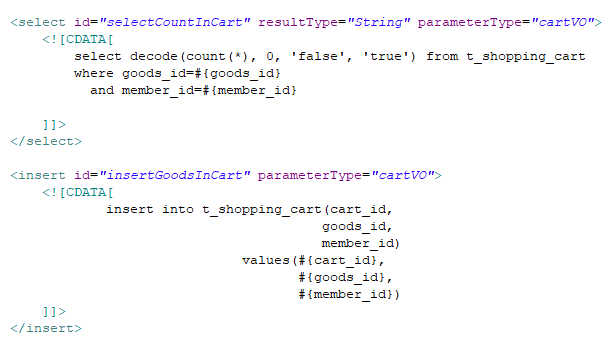 <select id="selectCountInCart" resultType="String" parameterType="cartVO">
<![CDATA[
select decode(count(*), 0, 'false', 'true') from t_shopping_cart
where goods_id=#{goods_id}
and member_id=#{member_id}
]]>
</select>
<insert id="insertGoodsInCart" parameterType="cartVO">
<![CDATA[
insert into t_shopping_cart(cart_id,
goods_id,
member_id)
values(#{cart_id},
#{goods_id},
#{member_id})
]]>
</insert>